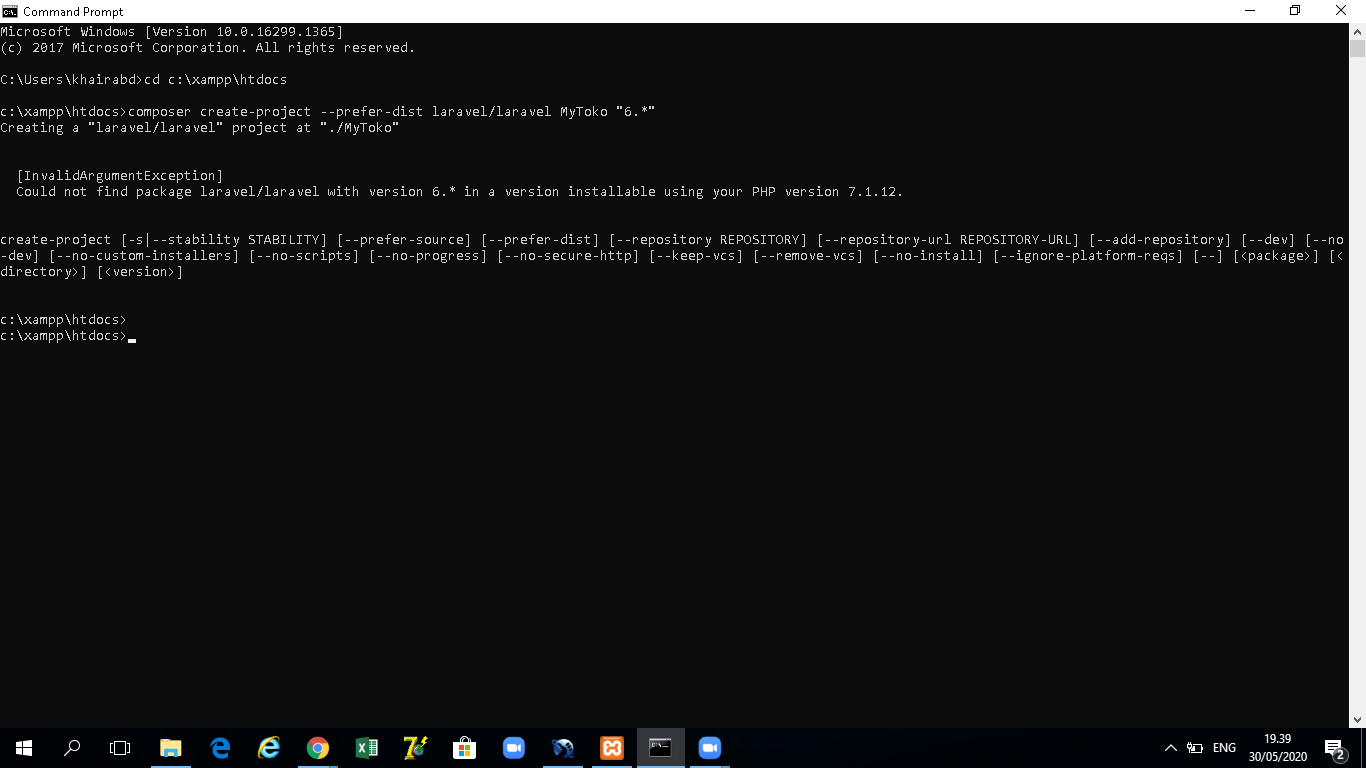 Command Prompt
Microsoft Windows [Version 10.0.16299.1365]
(c) 2017 Microsoft Corporation. All rights reserved.
C:\Users\khairabd>cd c:\xampp\htdocs
c:\xampp\htdocs>composer create-project --prefer-dist laravel/laravel MyToko "6.*"
Creating a "laravel/laravel" project at "./MyToko"
[InvalidArgumentException]
Could not find package laravel/laravel with version 6.* in a version installable using your PHP version 7.1.12.
create-project [-s|--stability STABILITY] [--prefer-source] [--prefer-dist] [--repository REPOSITORY] [--repository-url REPOSITORY-URL] [--add-repository] [--dev] [--no
-dev] [--no-custom-installers] [--no-scripts] [--no-progress] [--no-secure-http] [--keep-vcs] [--remove-vcs] [--no-install] [--ignore-platform-reqs] [--] [<package>] [<
directory>] [<version>]
c:\xampp\htdocs>
c:\xampp\htdocs>
ENG
19.39
30/05/2020
2